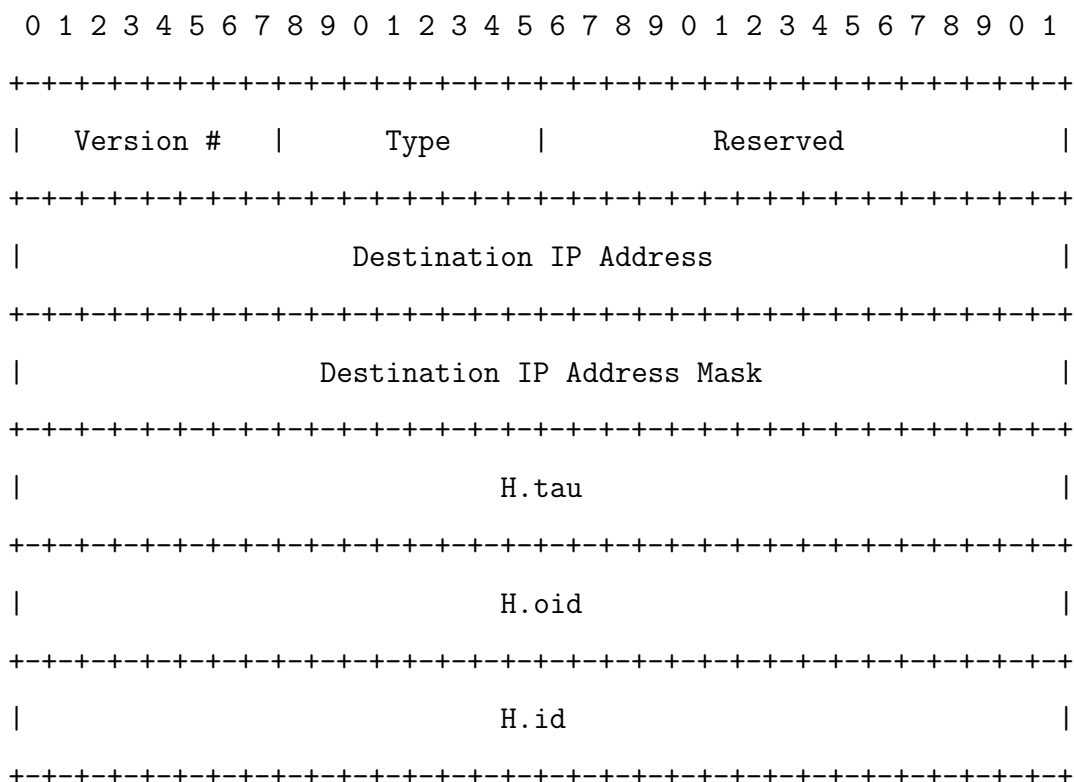 0 1 2 3 4 5 6 7 8 9 0 1 2 3 4 5 6 7 8 9 0 1 2 3 4 5 6 7 8 9 0 1
+-+-+-+-+-+-+-+-+-+-+-+-+-+-+-+-+-+-+-+-+-+-+-+-+-+-+-+-+-+-+-+-+
|   Version #   |      Type     |          Reserved             |
+-+-+-+-+-+-+-+-+-+-+-+-+-+-+-+-+-+-+-+-+-+-+-+-+-+-+-+-+-+-+-+-+
|                    Destination IP Address                     |
+-+-+-+-+-+-+-+-+-+-+-+-+-+-+-+-+-+-+-+-+-+-+-+-+-+-+-+-+-+-+-+-+
|                  Destination IP Address Mask                  |
+-+-+-+-+-+-+-+-+-+-+-+-+-+-+-+-+-+-+-+-+-+-+-+-+-+-+-+-+-+-+-+-+
|                             H.tau                             |
+-+-+-+-+-+-+-+-+-+-+-+-+-+-+-+-+-+-+-+-+-+-+-+-+-+-+-+-+-+-+-+-+
|                             H.oid                             |
+-+-+-+-+-+-+-+-+-+-+-+-+-+-+-+-+-+-+-+-+-+-+-+-+-+-+-+-+-+-+-+-+
|                             H.id                              |
+-+-+-+-+-+-+-+-+-+-+-+-+-+-+-+-+-+-+-+-+-+-+-+-+-+-+-+-+-+-+-+-+